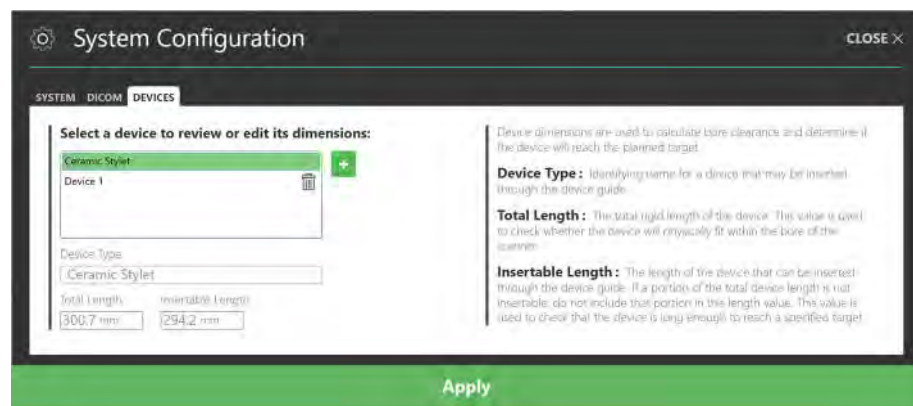 System Configuration
CLOSE ×
SYSTEM DICOM DEVICES
Select a device to review or edit its dimensions:
Ceramic Stylet
+
Device 1
Device Type
Ceramic Stylet
Total Length Insertable Length
300.7 mm 294.2 mm
Device dimensions are used to calculate bore clearance and determine if
the device will reach the planned target.
Device Type : Identifying name for a device that may be inserted
through the device guide.
Total Length : The total rigid length of the device. This value is used
to check whether the device will physically fit within the bore of the
scanner.
Insertable Length : The length of the device that can be inserted
through the device guide. If a portion of the total device length is not
insertable, do not include that portion in this length value. This value is
used to check that the device is long enough to reach a specified target.
Apply